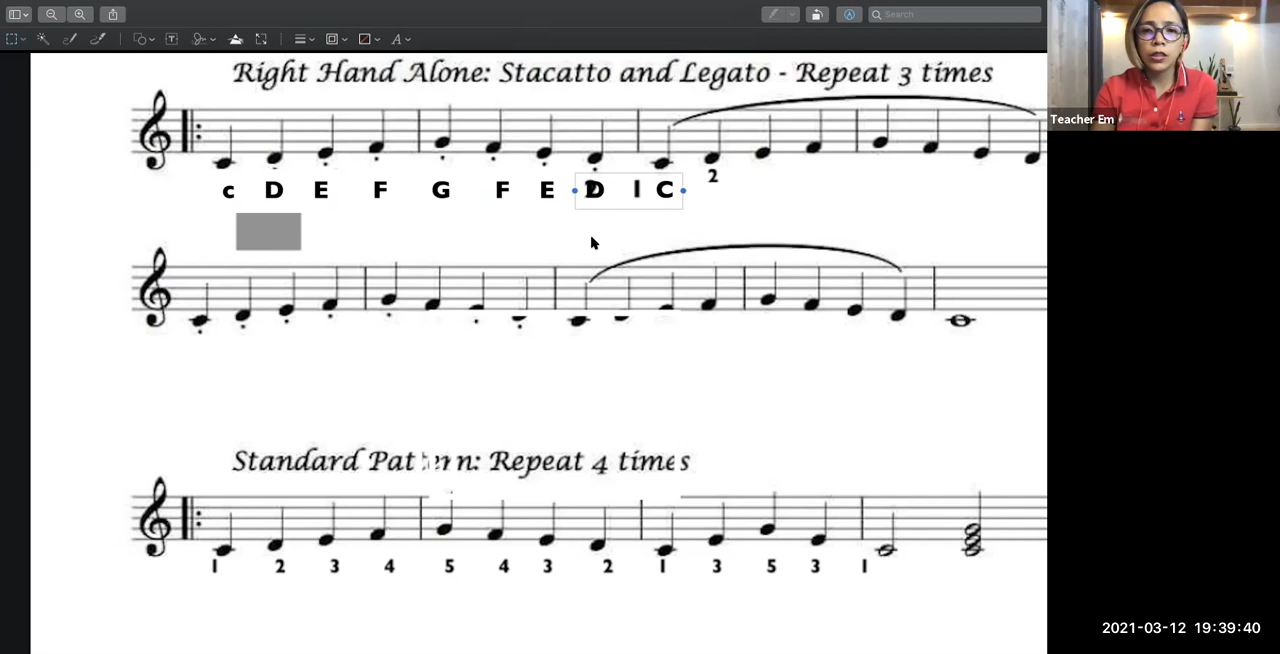 Search
Right Hand Alone: Stacatto and Legato - Repeat 3 times
Teacher Em
c D E F G F E D 1 C 2
Standard Pattern: Repeat 4 times
1 2 3 4 5 4 3 2 1 3 5 3 1
2021-03-12 19:39:40